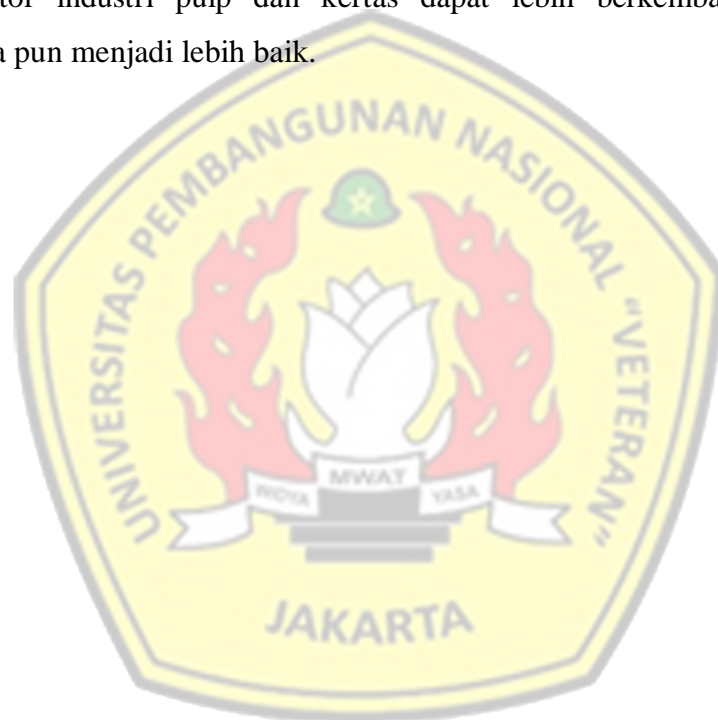 tor industri pulp dan kertas dapat lebih berkemba
a pun menjadi lebih baik.
UNIVERSITAS PEMBANGUNAN NASIONAL "VETERAN"
WIDYA MWAT YASA
JAKARTA